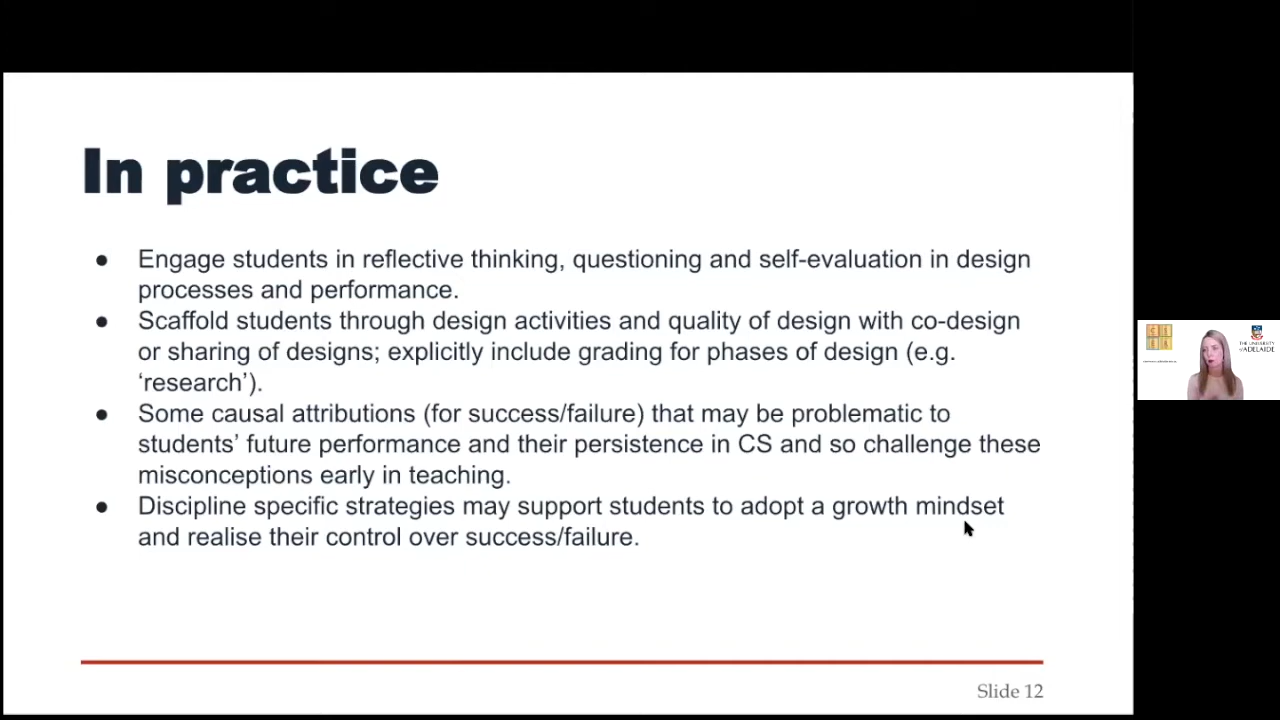 In practice
● Engage students in reflective thinking, questioning and self-evaluation in design
processes and performance.
● Scaffold students through design activities and quality of design with co-design
or sharing of designs; explicitly include grading for phases of design (e.g.
‘research’).
● Some causal attributions (for success/failure) that may be problematic to
students’ future performance and their persistence in CS and so challenge these
misconceptions early in teaching.
● Discipline specific strategies may support students to adopt a growth mindset
and realise their control over success/failure.
Slide 12
THE UNIVERSITY
of ADELAIDE